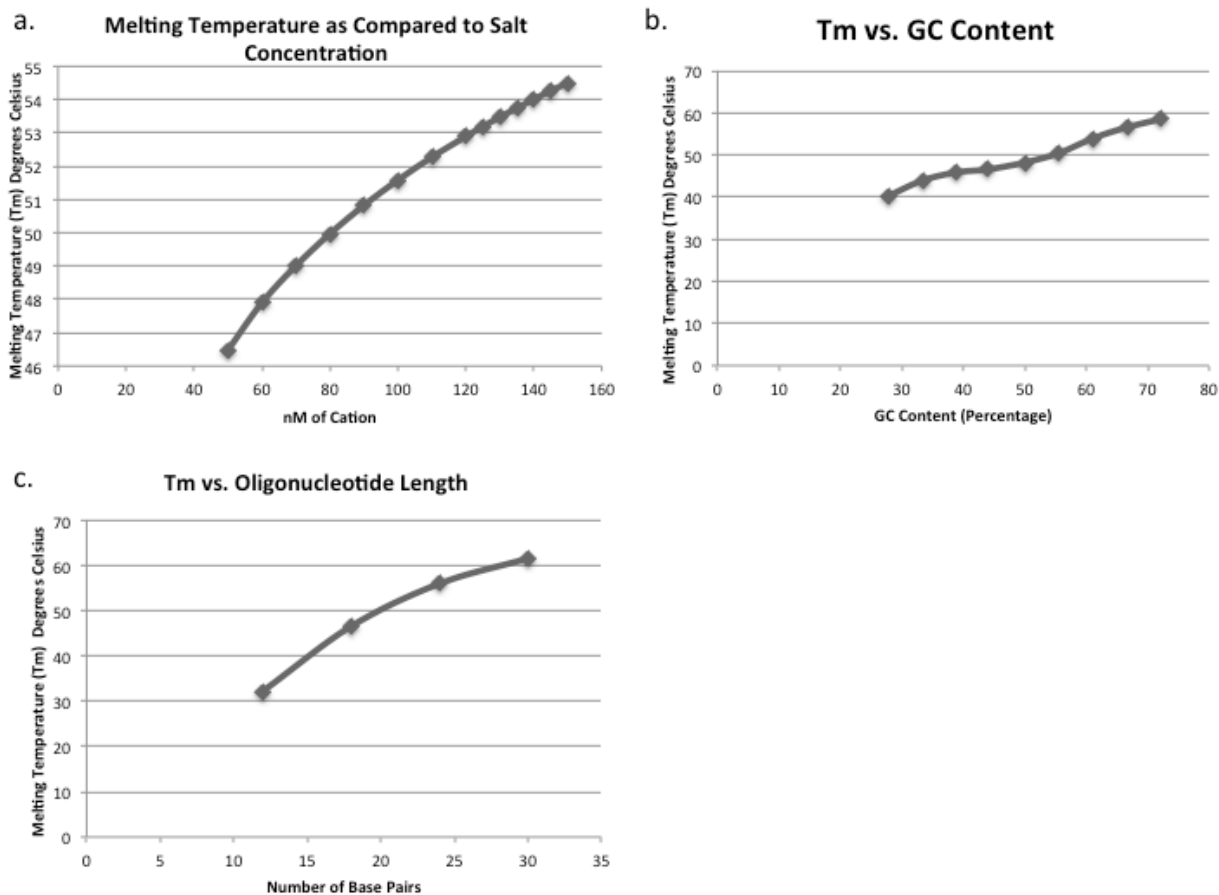 a.
Melting Temperature as Compared to Salt
Concentration
Melting Temperature (Tm) Degrees Celsius
55
54
53
52
51
50
49
48
47
46
0 20 40 60 80 100 120 140 160
nM of Cation
b.
Tm vs. GC Content
Melting Temperature (Tm) Degrees Celsius
70
60
50
40
30
20
10
0
0 10 20 30 40 50 60 70 80
GC Content (Percentage)
c.
Tm vs. Oligonucleotide Length
Melting Temperature (Tm) Degrees Celsius
70
60
50
40
30
20
10
0
0 5 10 15 20 25 30 35
Number of Base Pairs